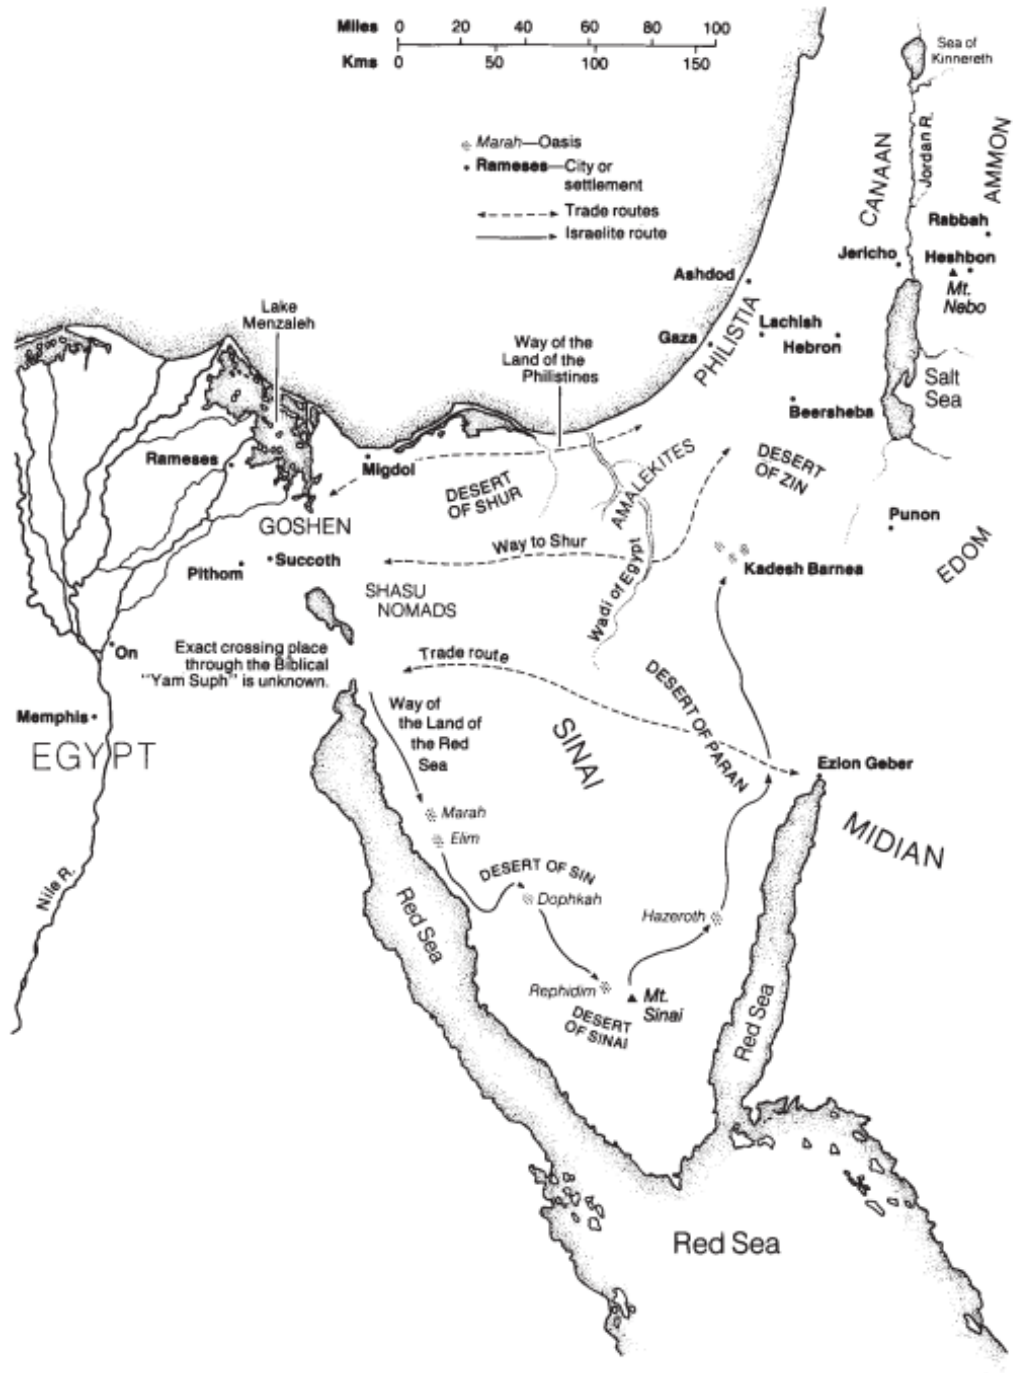 Miles 0 20 40 60 80 100
Kms 0 50 100 150
Marah—Oasis
Rameses—City or
settlement
Trade routes
Israelite route
Sea of
Kinnereth
Jordan R.
CANAAN
AMMON
Rabbah
Jericho
Heshbon
Mt.
Nebo
Ashdod
PHILISTIA
Lachish
Gaza
Hebron
Salt
Sea
Beersheba
Lake
Menzaleh
Way of the
Land of the
Philistines
Rameses
Migdol
DESERT
OF SHUR
AMALEKITES
DESERT
OF ZIN
GOSHEN
Punon
EDOM
Way to Shur
Succoth
Pithom
Kadesh Barnea
Wadi of Egypt
SHASU
NOMADS
On
Exact crossing place
through the Biblical
"Yam Suph" is unknown.
Trade route
Memphis
EGYPT
Way of
the Land of
the Red
Sea
SINAI
DESERT OF PARAN
Ezion Geber
MIDIAN
Marah
Elim
Nile R.
DESERT OF SIN
Dophkah
Red Sea
Hazeroth
Rephidim
Mt.
Sinai
DESERT
OF SINAI
Red Sea
Red Sea